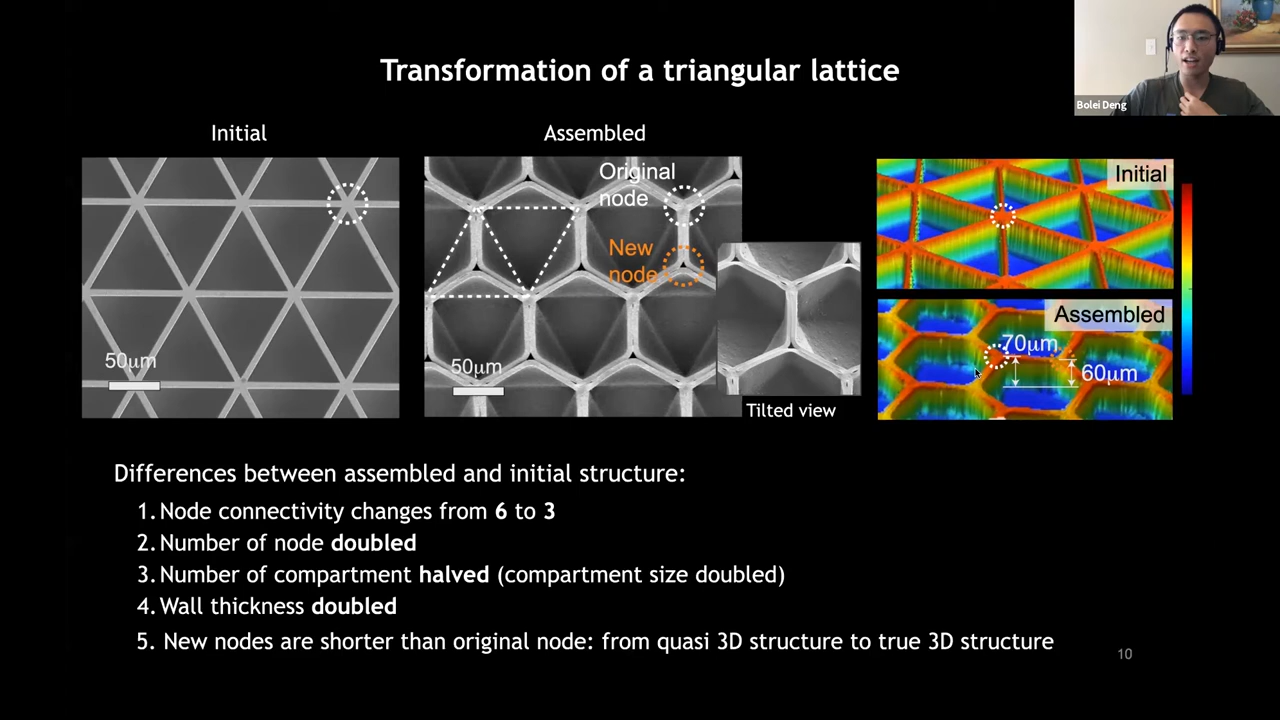 Transformation of a triangular lattice
Bolei Deng
Initial
Assembled
50μm
Original
node
New
node
50μm
Tilted view
Initial
Assembled
70μm
60μm
Differences between assembled and initial structure:
1. Node connectivity changes from 6 to 3
2. Number of node doubled
3. Number of compartment halved (compartment size doubled)
4. Wall thickness doubled
5. New nodes are shorter than original node: from quasi 3D structure to true 3D structure
10